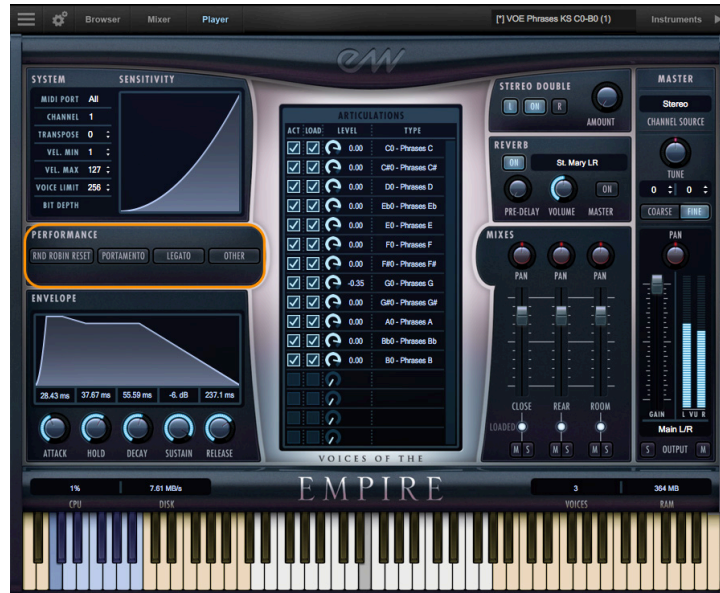 Browser Mixer Player [*] VOE Phrases KS C0-B0 (1) Instruments
EW
SYSTEM SENSITIVITY
MIDI PORT All
CHANNEL 1
TRANSPOSE 0
VEL. MIN 1
VEL. MAX 127
VOICE LIMIT 256
BIT DEPTH
PERFORMANCE
RND ROBIN RESET PORTAMENTO LEGATO OTHER
ENVELOPE
28.43 ms 37.67 ms 55.59 ms -6. dB 237.1 ms
ATTACK HOLD DECAY SUSTAIN RELEASE
ARTICULATIONS
ACT LOAD LEVEL TYPE
0.00 C0 - Phrases C
0.00 C#0 - Phrases C#
0.00 D0 - Phrases D
0.00 Eb0 - Phrases Eb
0.00 E0 - Phrases E
0.00 F0 - Phrases F
0.00 F#0 - Phrases F#
-0.35 G0 - Phrases G
0.00 G#0 - Phrases G#
0.00 A0 - Phrases A
0.00 Bb0 - Phrases Bb
0.00 B0 - Phrases B
STEREO DOUBLE
L ON R
AMOUNT
REVERB
ON St. Mary LR
ON
PRE-DELAY VOLUME MASTER
MIXES
PAN PAN PAN
CLOSE REAR ROOM
LOADED
M S M S M S
MASTER
Stereo
CHANNEL SOURCE
TUNE
0 0
COARSE FINE
PAN
GAIN L VU R
Main L/R
S OUTPUT M
VOICES OF THE
EMPIRE
1% 7.61 MB/s
CPU DISK
3 364 MB
VOICES RAM